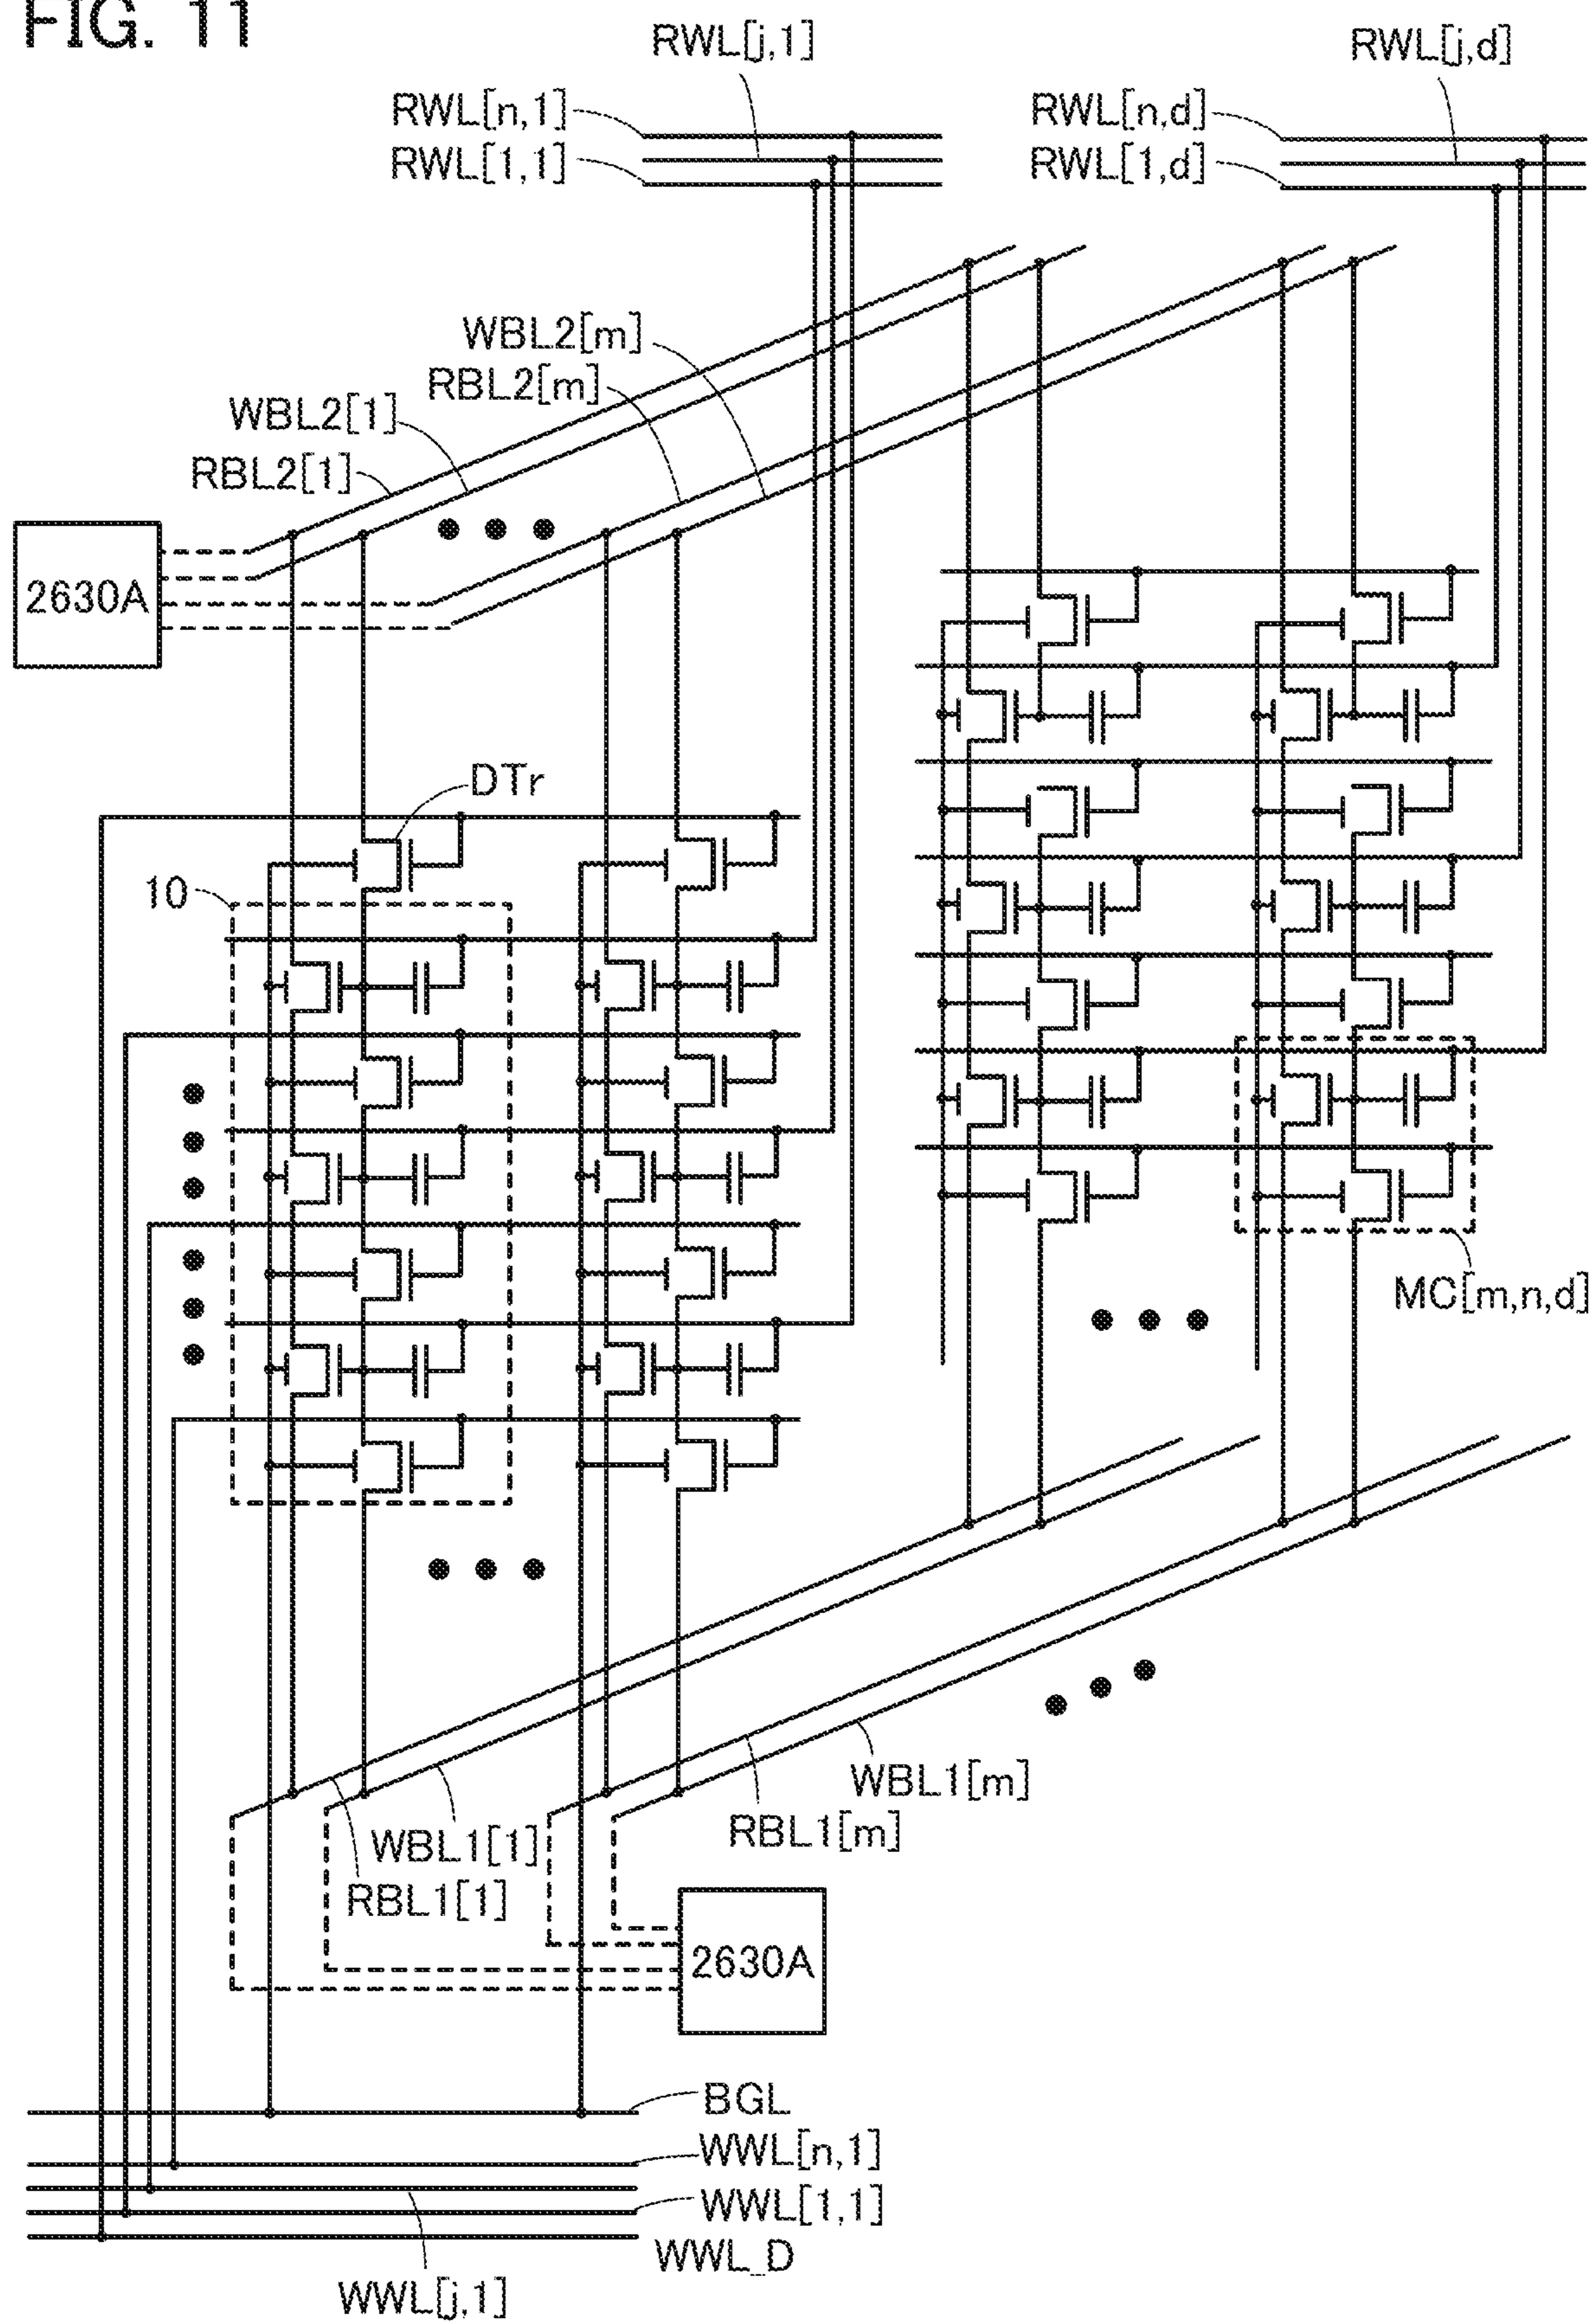 FIG. 11
RWL[j,1]
RWL[j,d]
RWL[n,1]
RWL[n,d]
RWL[1,1]
RWL[1,d]
WBL2[m]
RBL2[m]
WBL2[1]
RBL2[1]
2630A
DTr
10
MC[m,n,d]
WBL1[m]
RBL1[m]
WBL1[1]
RBL1[1]
2630A
BGL
WWL[n,1]
WWL[1,1]
WWL_D
WWL[j,1]